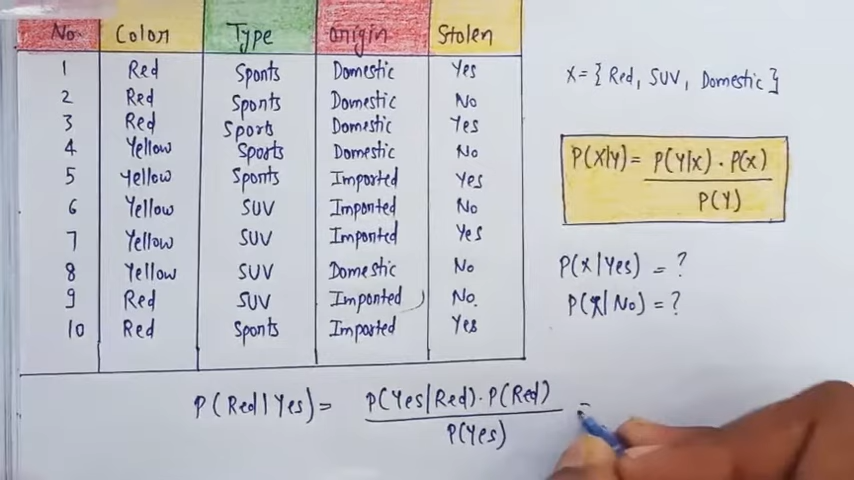 No. Color Type Origin Stolen
1 Red Sports Domestic Yes
2 Red Sports Domestic No
3 Red Sports Domestic Yes
4 Yellow Sports Domestic No
5 Yellow Sports Imported Yes
6 Yellow SUV Imported No
7 Yellow SUV Imported Yes
8 Yellow SUV Domestic No
9 Red SUV Imported No.
10 Red Sports Imported Yes
X = { Red, SUV, Domestic }
P(X|Y) = P(Y|X) . P(X)
P(Y)
P(X|Yes) = ?
P(X|No) = ?
P(Red|Yes) = P(Yes|Red) . P(Red) =
P(Yes)